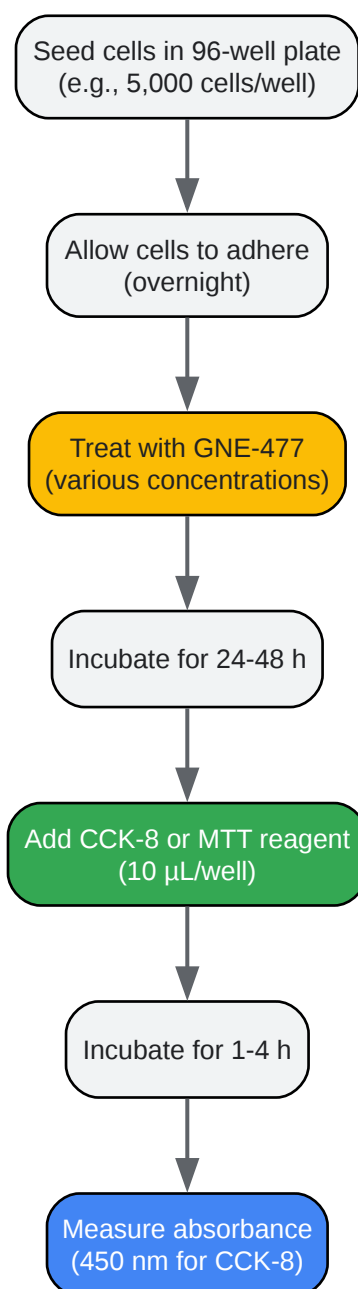 Seed cells in 96-well plate
(e.g., 5,000 cells/well)
Allow cells to adhere
(overnight)
Treat with GNE-477
(various concentrations)
Incubate for 24-48 h
Add CCK-8 or MTT reagent
(10 µL/well)
Incubate for 1-4 h
Measure absorbance
(450 nm for CCK-8)